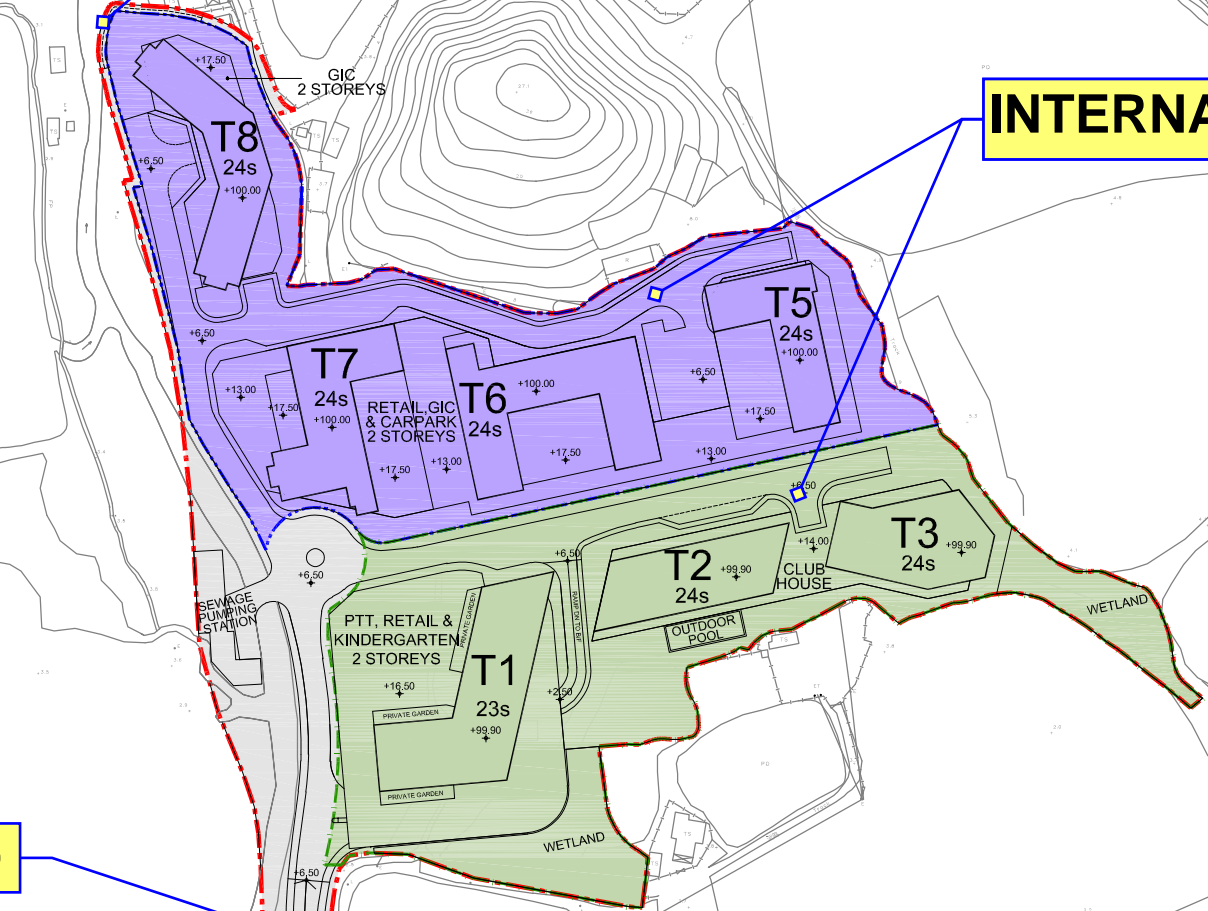 +17.50
GIC
2 STOREYS
INTERNA
T8
24s
+6.50
+100.00
T5
24s
+100.00
+6.50
T7
24s
+100.00
+13.00
+17.50
RETAIL,GIC
& CARPARK
2 STOREYS
T6
24s
+100.00
+6.50
+17.50
+17.50
+13.00
+17.50
+13.00
+6.50
+14.00
T3
24s
+99.90
T2
24s
+99.90
CLUB
HOUSE
+6.50
+6.50
SEWAGE
PUMPING
STATION
PTT, RETAIL &
KINDERGARTEN
2 STOREYS
PRIVATE GARDEN
OUTDOOR
POOL
WETLAND
+16.50
T1
23s
+99.90
+2.50
PRIVATE GARDEN
PRIVATE GARDEN
WETLAND
+6.50